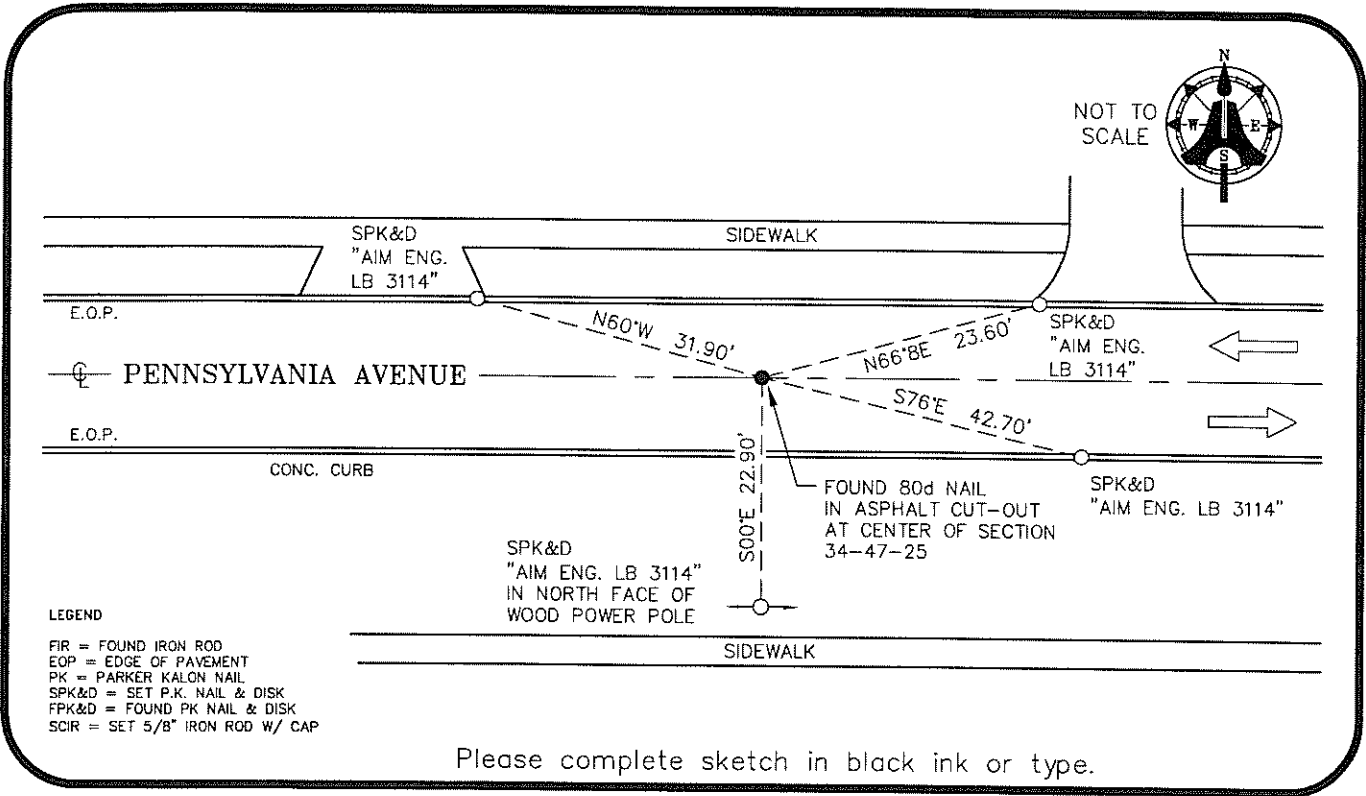 N
NOT TO
SCALE
W
E
S
SPK&D
"AIM ENG.
LB 3114"
SIDEWALK
E.O.P.
N60°W 31.90'
N66°8E 23.60'
SPK&D
"AIM ENG.
LB 3114"
℄ PENNSYLVANIA AVENUE
S76°E 42.70'
E.O.P.
CONC. CURB
S00°E 22.90'
FOUND 80d NAIL
IN ASPHALT CUT-OUT
AT CENTER OF SECTION
34-47-25
SPK&D
"AIM ENG. LB 3114"
SPK&D
"AIM ENG. LB 3114"
IN NORTH FACE OF
WOOD POWER POLE
SIDEWALK
LEGEND
FIR = FOUND IRON ROD
EOP = EDGE OF PAVEMENT
PK = PARKER KALON NAIL
SPK&D = SET P.K. NAIL & DISK
FPK&D = FOUND PK NAIL & DISK
SCIR = SET 5/8" IRON ROD W/ CAP
Please complete sketch in black ink or type.